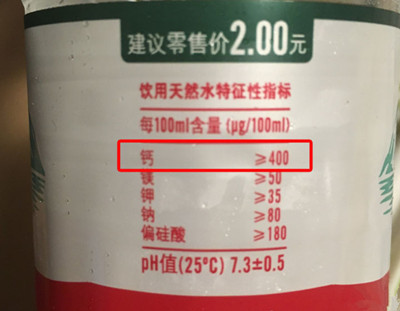 建议零售价2.00元
饮用天然水特征性指标
每100ml含量 (μg/100ml)
钙 ≥400
镁 ≥50
钾 ≥35
钠 ≥80
偏硅酸 ≥180
pH值(25℃) 7.3±0.5